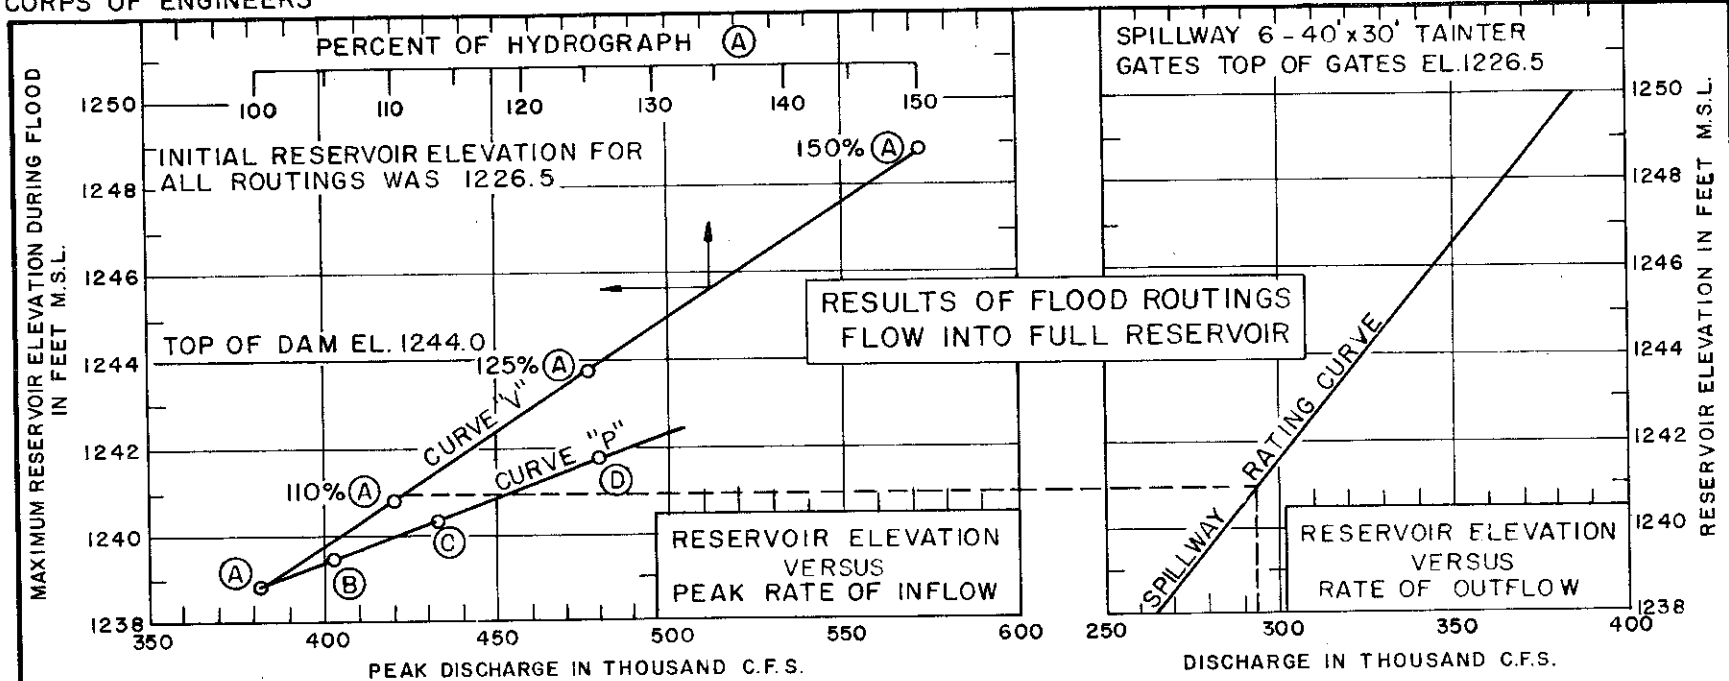 CORPS OF ENGINEERS
PERCENT OF HYDROGRAPH Ⓐ
100 110 120 130 140 150
MAXIMUM RESERVOIR ELEVATION DURING FLOOD
IN FEET M.S.L.
1250
1248
1246
1244
1242
1240
1238
INITIAL RESERVOIR ELEVATION FOR
ALL ROUTINGS WAS 1226.5
150% Ⓐ
TOP OF DAM EL. 1244.0
125% Ⓐ
CURVE "V"
CURVE "P"
110% Ⓐ
Ⓐ
Ⓑ
Ⓒ
Ⓓ
RESERVOIR ELEVATION
VERSUS
PEAK RATE OF INFLOW
350 400 450 500 550 600
PEAK DISCHARGE IN THOUSAND C.F.S.
RESULTS OF FLOOD ROUTINGS
FLOW INTO FULL RESERVOIR
SPILLWAY 6-40'x30' TAINTER
GATES TOP OF GATES EL.1226.5
SPILLWAY RATING CURVE
RESERVOIR ELEVATION
VERSUS
RATE OF OUTFLOW
1250
1248
1246
1244
1242
1240
1238
RESERVOIR ELEVATION IN FEET M.S.L.
250 300 350 400
DISCHARGE IN THOUSAND C.F.S.